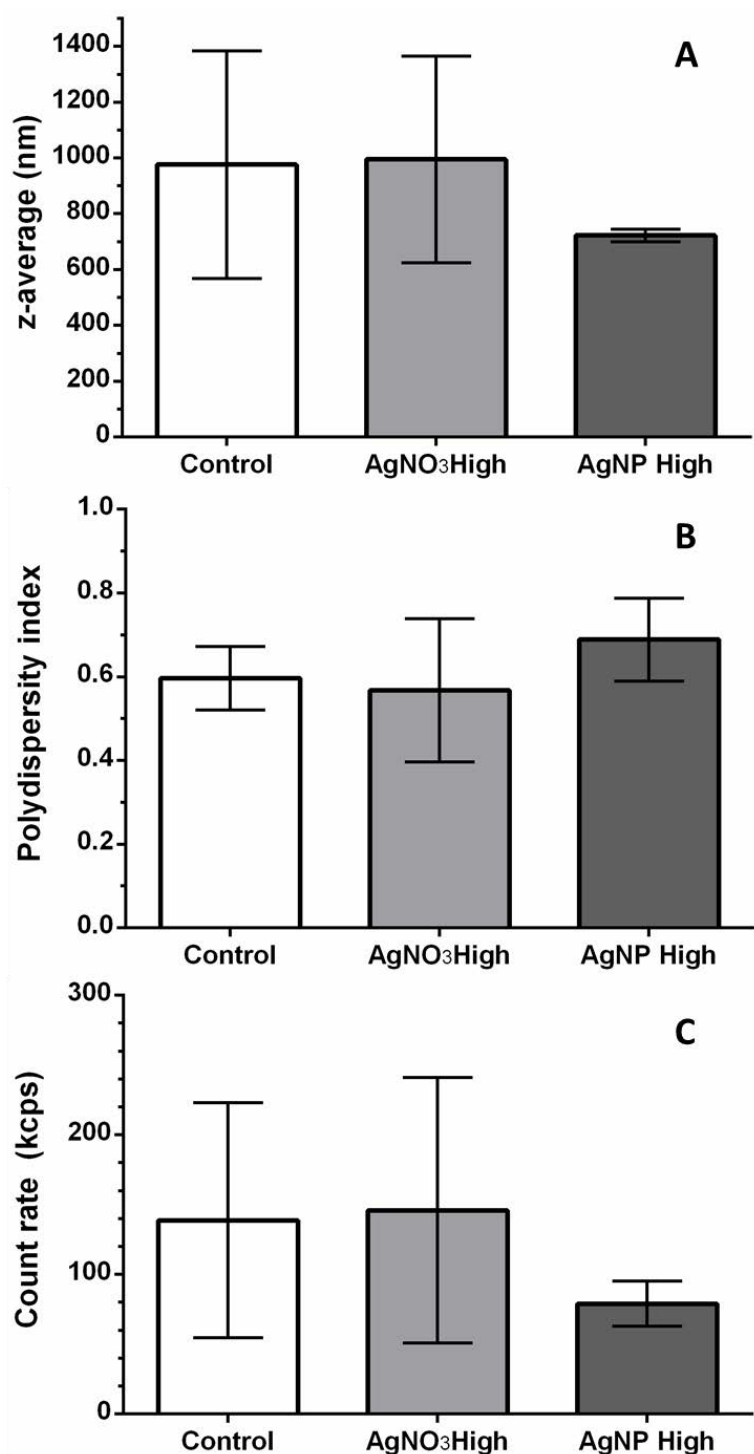 A
z-average (nm)
1400
1200
1000
800
600
400
200
0
Control AgNO₃High AgNP High
B
Polydispersity index
1.0
0.8
0.6
0.4
0.2
0.0
Control AgNO₃High AgNP High
C
Count rate (kcps)
300
200
100
0
Control AgNO₃High AgNP High